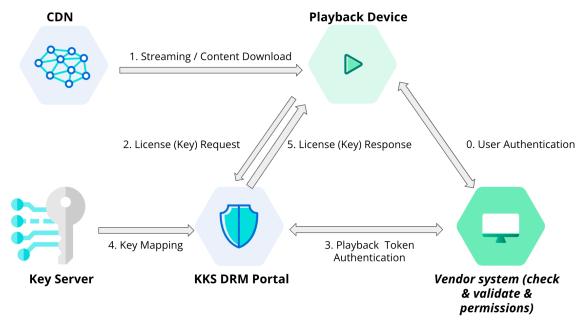 CDN
Playback Device
1. Streaming / Content Download
2. License (Key) Request
5. License (Key) Response
0. User Authentication
4. Key Mapping
3. Playback Token
Authentication
Key Server
KKS DRM Portal
Vendor system (check
& validate &
permissions)